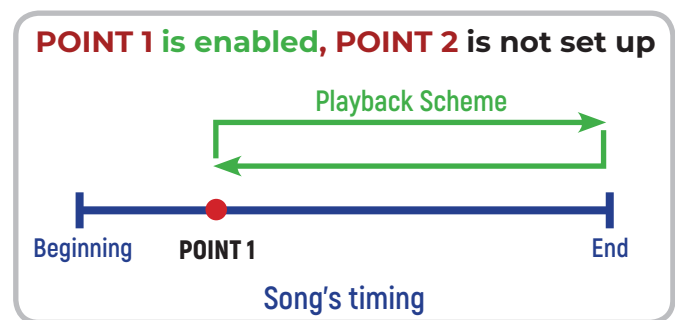 POINT 1 is enabled, POINT 2 is not set up
Playback Scheme
Beginning
POINT 1
End
Song's timing